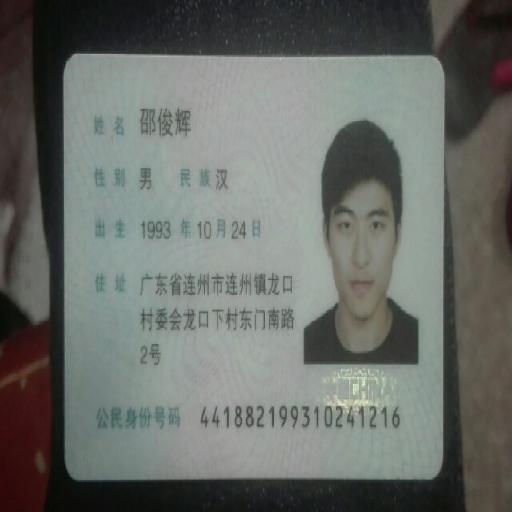 姓名 邵俊辉
性别 男 民族 汉
出生 1993 年 10 月 24 日
住址 广东省连州市连州镇龙口
村委会龙口下村东门南路
2号
公民身份号码 441882199310241216